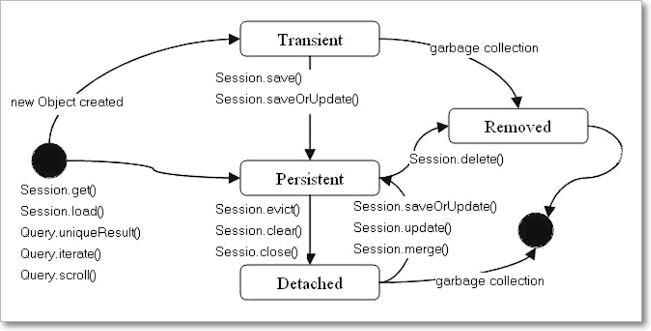 Transient
garbage collection
Session.save()
Session.saveOrUpdate()
new Object created
Removed
Session.delete()
Persistent
Session.get()
Session.load()
Query.uniqueResult()
Query.iterate()
Query.scroll()
Session.evict()
Session.clear()
Sessio.close()
Session.saveOrUpdate()
Session.update()
Session.merge()
Detached
garbage collection